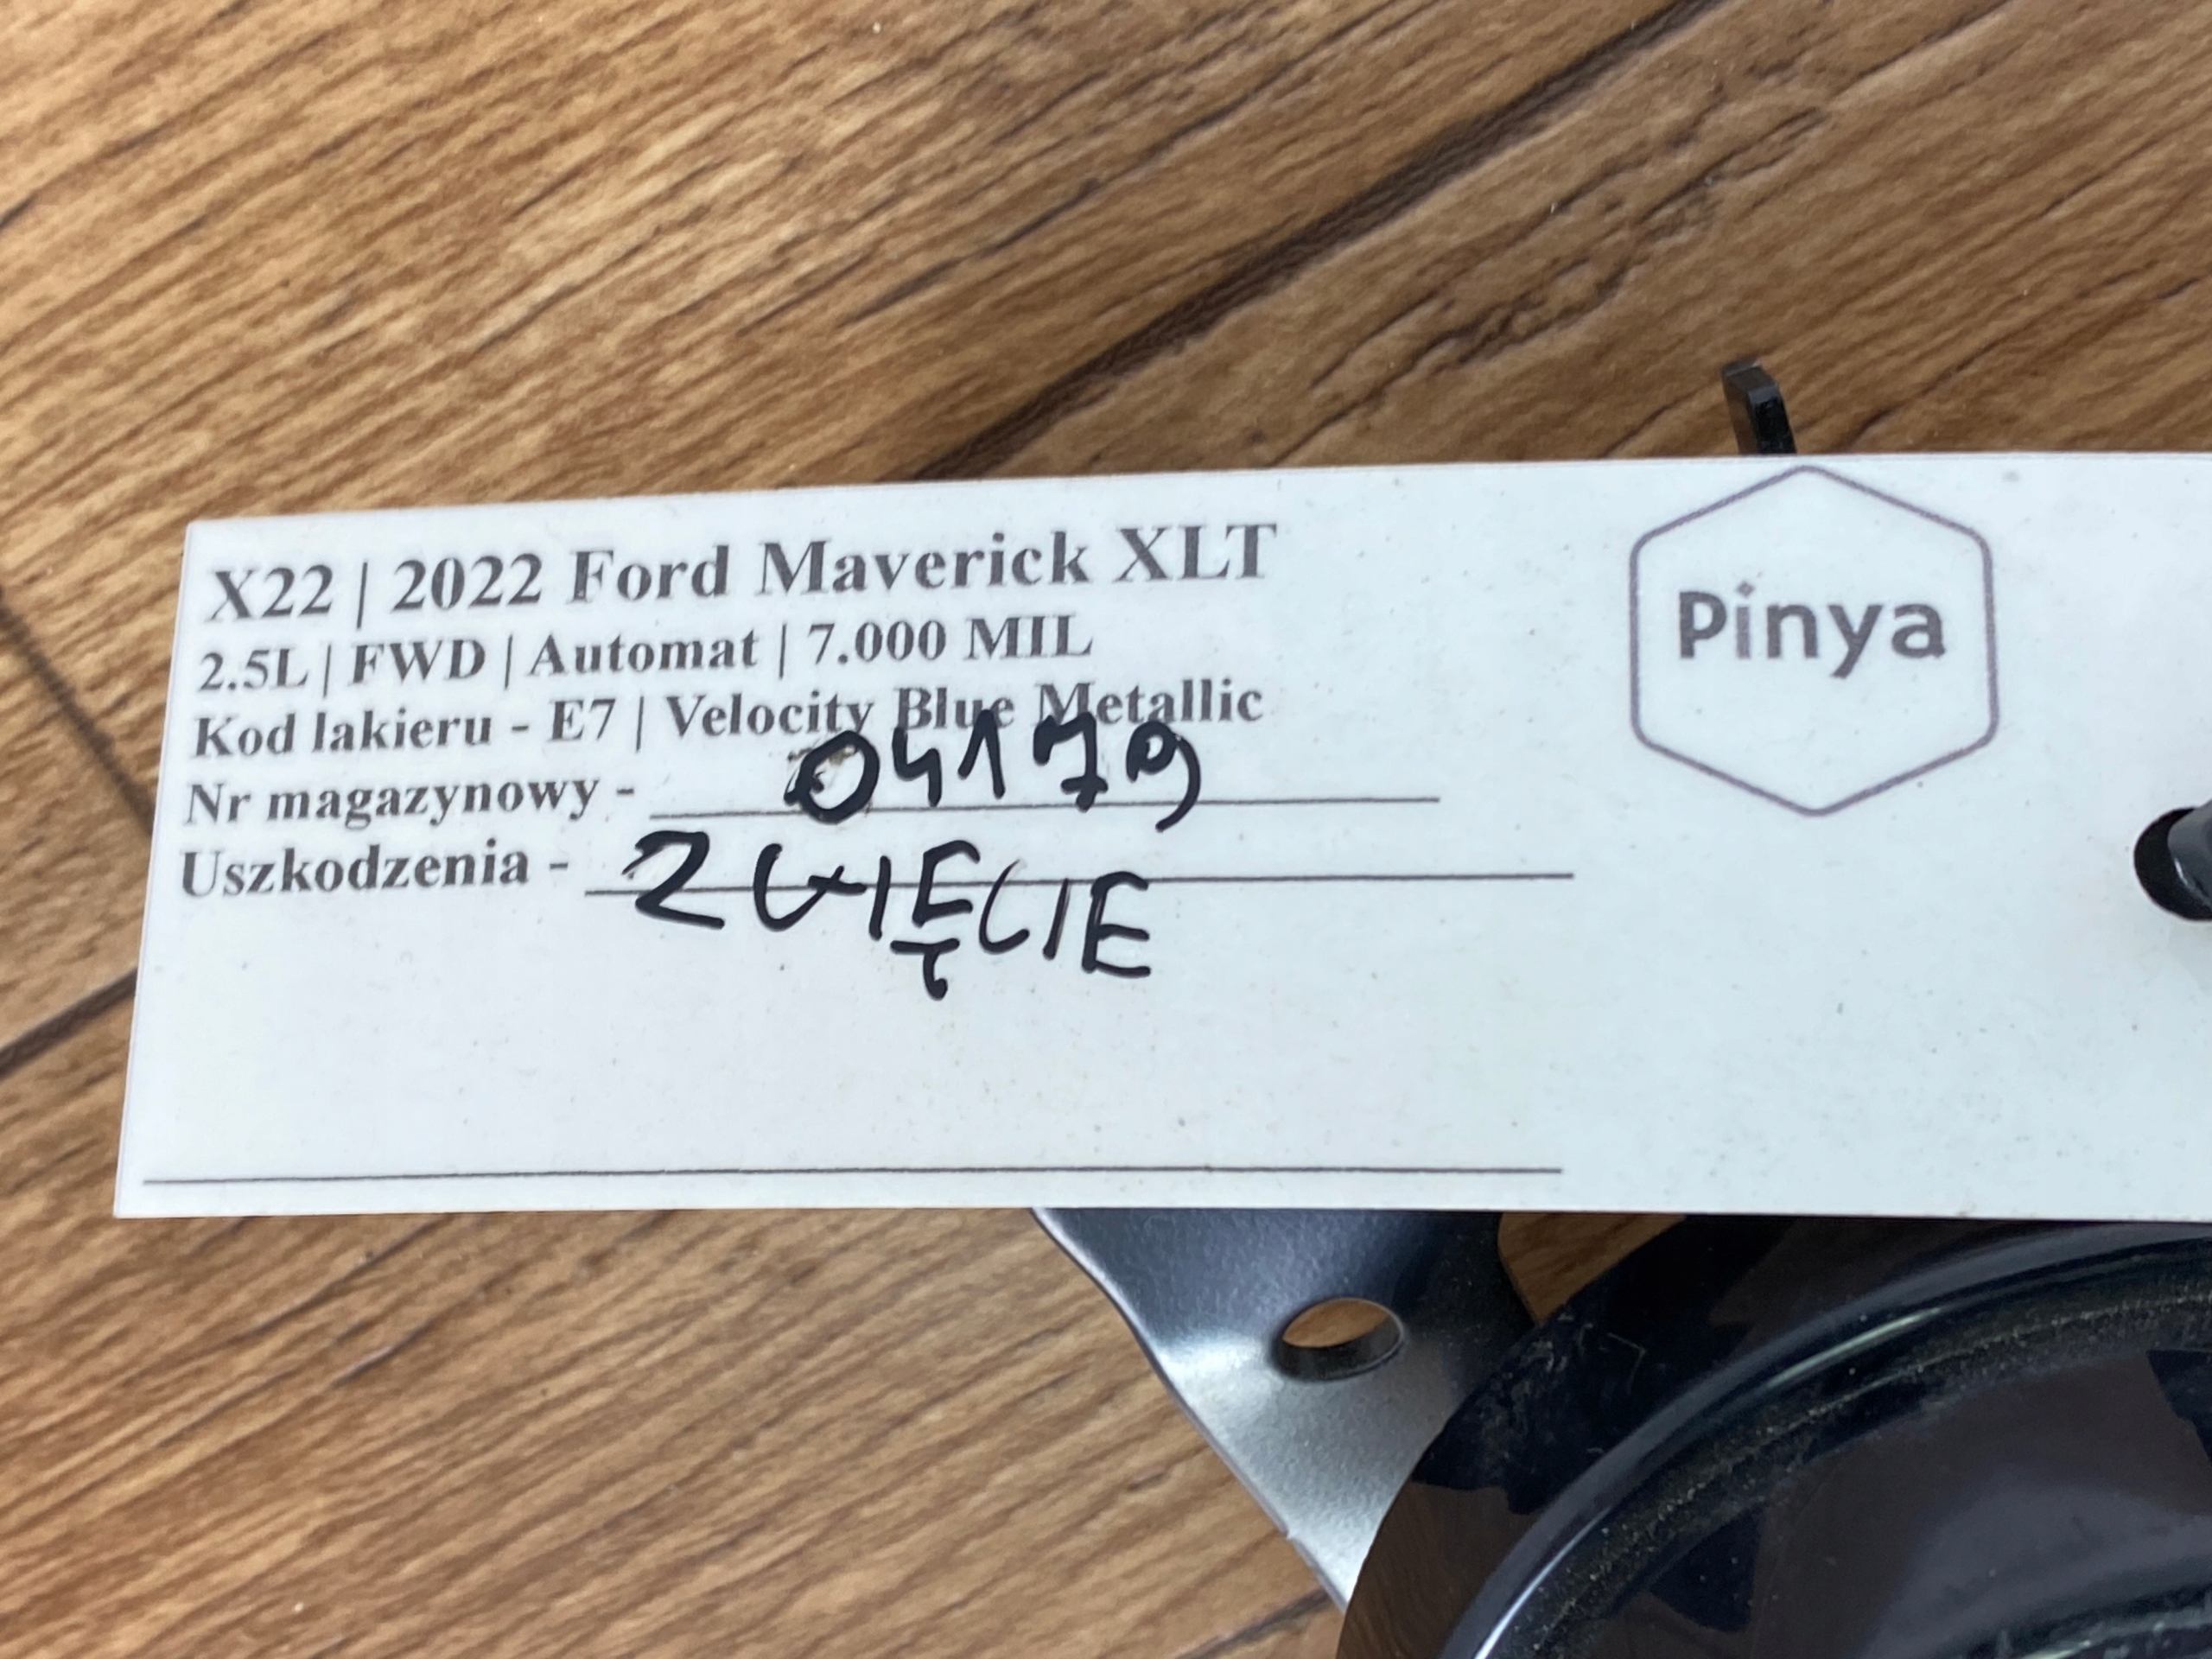 X22 | 2022 Ford Maverick XLT
2.5L | FWD | Automat | 7.000 MIL
Kod lakieru - E7 | Velocity Blue Metallic
Nr magazynowy - 04179
Uszkodzenia - ZGIĘCIE
Pinya